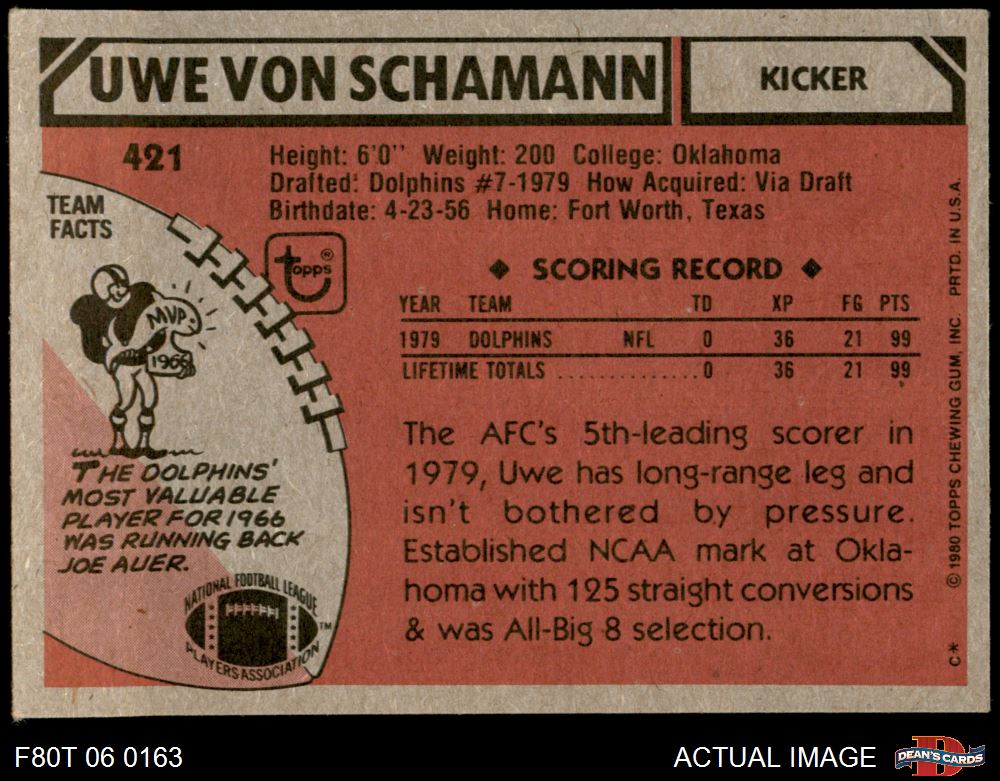 UWE VON SCHAMANN
KICKER
421
Height: 6'0" Weight: 200 College: Oklahoma
Drafted: Dolphins #7-1979 How Acquired: Via Draft
Birthdate: 4-23-56 Home: Fort Worth, Texas
TEAM
FACTS
topps ®
MVP
1966
THE DOLPHINS'
MOST VALUABLE
PLAYER FOR 1966
WAS RUNNING BACK
JOE AUER.
NATIONAL FOOTBALL LEAGUE
PLAYERS ASSOCIATION
TM
◆ SCORING RECORD ◆
YEAR TEAM TD XP FG PTS
1979 DOLPHINS NFL 0 36 21 99
LIFETIME TOTALS ............... 0 36 21 99
The AFC's 5th-leading scorer in
1979, Uwe has long-range leg and
isn't bothered by pressure.
Established NCAA mark at Okla-
homa with 125 straight conversions
& was All-Big 8 selection.
C* © 1980 TOPPS CHEWING GUM, INC. PRTD. IN U.S.A.
F80T 06 0163
ACTUAL IMAGE
D
DEAN'S CARDS